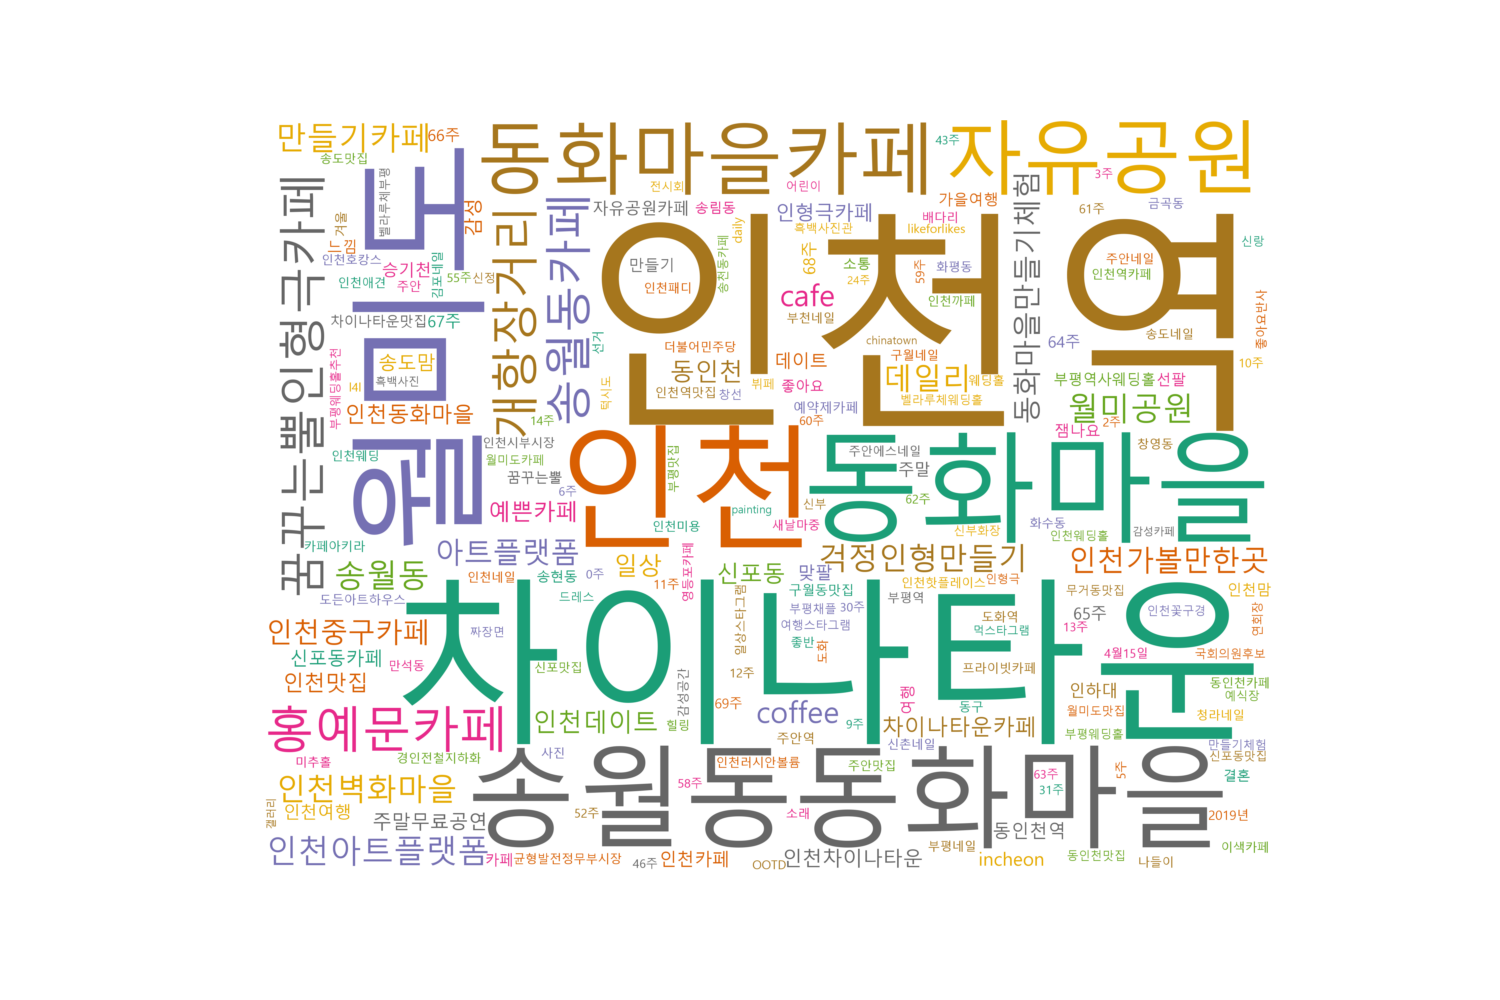 만들기카페
66주
동화마을카페
43주
자유공원
송도맛집
벨라루체부평
전시회
어린이
3주
월미도
꿈꾸는뿔인형극카페
겨울
느낌
감성
개항장거리
송월동카페
자유공원카페
송림동
인형극카페
배다리
가을여행
동화마을만들기체험
61주
금곡동
흑백사진관
likeforlikes
daily
인천역
신랑
인천호캉스
승기천
인천애견
주안
김포네일
55주
신정
만들기
송천동카페
68주
소통
화평동
59주
24주
주안네일
인천역카페
인천패디
cafe
인천까페
좋아요반사
차이나타운맛집
67주
부천네일
송도네일
선거
더불어민주당
chinatown
64주
송도맘
데이트
구월네일
10주
부평웨딩홀추천
흑백사진
동인천
뷔페
좋아요
데일리
웨딩홀
부평역사웨딩홀
선팔
턱시도
인천역맛집
창선
벨라루체웨딩홀
월미공원
인천동화마을
예약제카페
14주
60주
잼나요
2주
인천
동화마을
인천시부시장
주안에스네일
창영동
인천웨딩
월미도카페
부평맛집
꿈꾸는뿔
주말
6주
62주
예쁜카페
painting
신부
인천미용
새날마중
화수동
신부화장
인천웨딩홀
감성카페
카페아키라
아트플랫폼
영등포카페
걱정인형만들기
인천가볼만한곳
송월동
일상
신포동
맞팔
인천네일
송현동
0주
11주
인천핫플레이스
인형극
도든아트하우스
드레스
구월동맛집
부평역
무거동맛집
인천맘
차이나타운
일상스타그램
부평채플
30주
65주
인천꽃구경
인천중구카페
짜장면
여행스타그램
도화역
먹스타그램
13주
연회장
신포동카페
만석동
신포맛집
좋반
도화
4월15일
국회의원후보
12주
프라이빗카페
인천맛집
감성공간
인하대
동인천카페
예식장
69주
여행
동구
월미도맛집
홍예문카페
인천데이트
힐링
coffee
9주
차이나타운카페
청라네일
주안역
신촌네일
부평웨딩홀
만들기체험
미추홀
경인전철지하화
사진
송월동동화마을
인천러시안볼륨
주안맛집
신포동맛집
5주
63주
결혼
인천벽화마을
58주
31주
갤러리
인천여행
주말무료공연
52주
소래
동인천역
2019년
인천아트플랫폼
카페
균형발전정무부시장
46주
인천카페
OOTD
인천차이나타운
부평네일
incheon
동인천맛집
나들이
이색카페